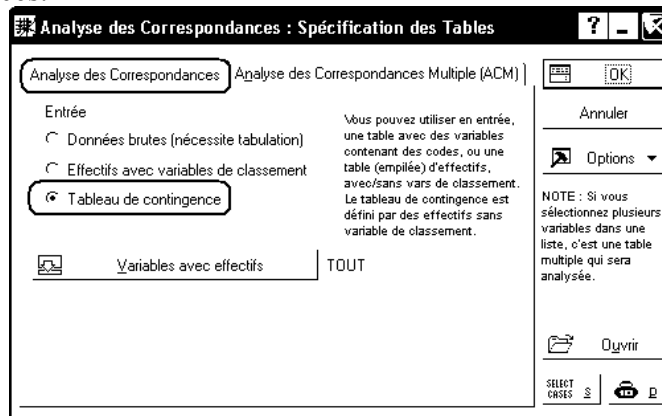 Analyse des Correspondances : Spécification des Tables
Analyse des Correspondances
Analyse des Correspondances Multiple (ACM)
Entrée
Données brutes (nécessite tabulation)
Effectifs avec variables de classement
Tableau de contingence
Vous pouvez utiliser en entrée,
une table avec des variables
contenant des codes, ou une
table (empilée) d'effectifs,
avec/sans vars de classement.
Le tableau de contingence est
défini par des effectifs sans
variable de classement.
Variables avec effectifs
TOUT
OK
Annuler
Options
NOTE : Si vous
sélectionnez plusieurs
variables dans une
liste, c'est une table
multiple qui sera
analysée.
Ouvrir
SELECT
CASES S
D